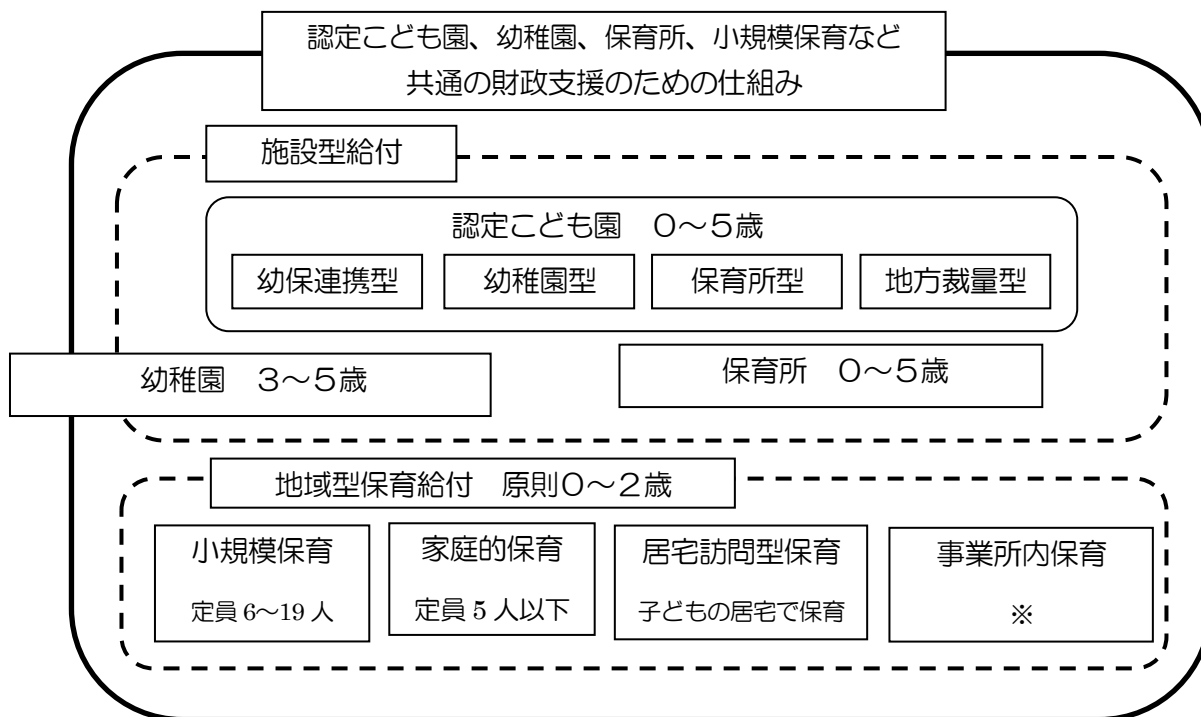 認定こども園、幼稚園、保育所、小規模保育など
共通の財政支援のための仕組み
施設型給付
認定こども園　０～５歳
幼保連携型
幼稚園型
保育所型
地方裁量型
幼稚園　３～５歳
保育所　０～５歳
地域型保育給付　原則０～２歳
小規模保育
定員 6～19 人
家庭的保育
定員 5 人以下
居宅訪問型保育
子どもの居宅で保育
事業所内保育
※